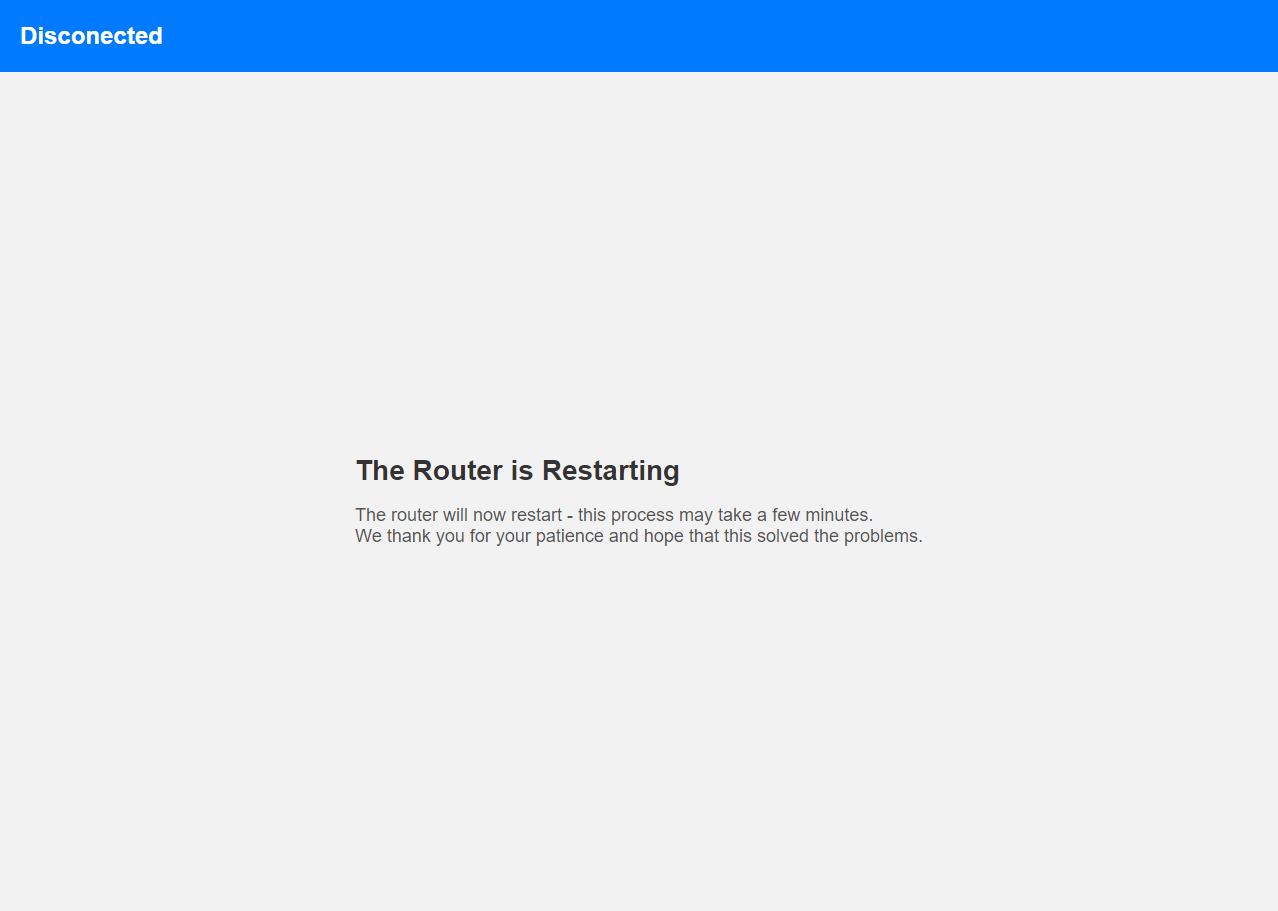 Disconected
The Router is Restarting
The router will now restart - this process may take a few minutes.
We thank you for your patience and hope that this solved the problems.